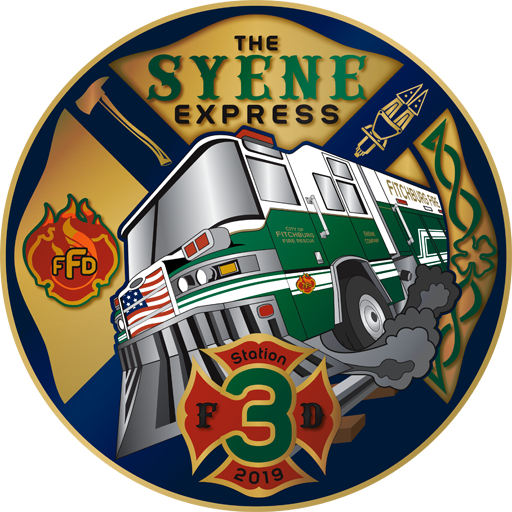 THE
SYENE
EXPRESS
FITCHBURG FIRE
CITY OF
FITCHBURG
FIRE RESCUE
ENGINE
COMPANY
FFD
Station
F 3 D
2019